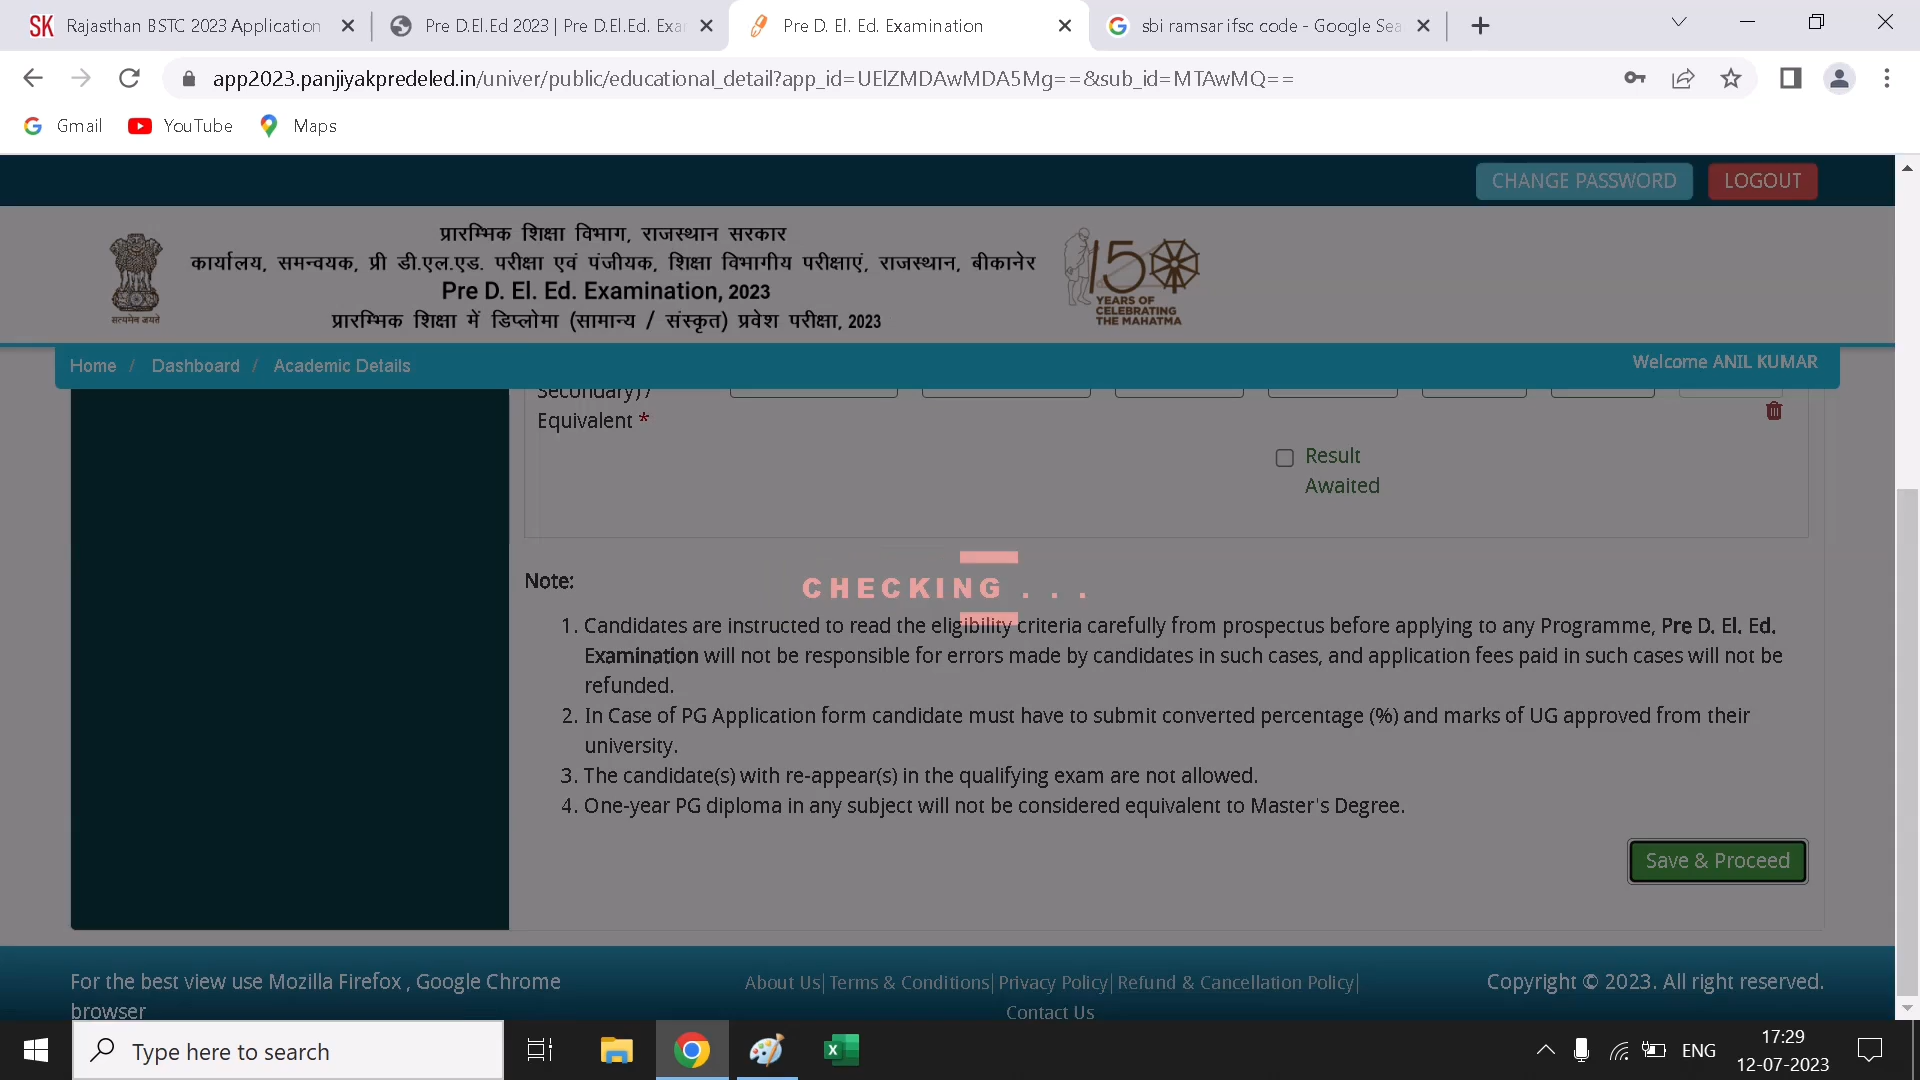 SK Rajasthan BSTC 2023 Application
Pre D.El.Ed 2023 | Pre D.El.Ed. Exa
Pre D. El. Ed. Examination
sbi ramsar ifsc code - Google Sea
app2023.panjiyakpredeled.in/univer/public/educational_detail?app_id=UElZMDAwMDA5Mg==&sub_id=MTAwMQ==
Gmail YouTube Maps
CHANGE PASSWORD LOGOUT
प्रारम्भिक शिक्षा विभाग, राजस्थान सरकार
कार्यालय, समन्वयक, प्री डी.एल.एड. परीक्षा एवं पंजीयक, शिक्षा विभागीय परीक्षाएं, राजस्थान, बीकानेर
Pre D. El. Ed. Examination, 2023
प्रारम्भिक शिक्षा में डिप्लोमा (सामान्य / संस्कृत) प्रवेश परीक्षा, 2023
सत्यमेव जयते
150
YEARS OF
CELEBRATING
THE MAHATMA
Home / Dashboard / Academic Details
Welcome ANIL KUMAR
Secondary) /
Equivalent *
Result
Awaited
CHECKING . . .
Note:
1. Candidates are instructed to read the eligibility criteria carefully from prospectus before applying to any Programme, Pre D. El. Ed.
Examination will not be responsible for errors made by candidates in such cases, and application fees paid in such cases will not be
refunded.
2. In Case of PG Application form candidate must have to submit converted percentage (%) and marks of UG approved from their
university.
3. The candidate(s) with re-appear(s) in the qualifying exam are not allowed.
4. One-year PG diploma in any subject will not be considered equivalent to Master's Degree.
Save & Proceed
For the best view use Mozilla Firefox , Google Chrome
browser
About Us| Terms & Conditions| Privacy Policy| Refund & Cancellation Policy|
Contact Us
Copyright © 2023. All right reserved.
Type here to search
ENG
17:29
12-07-2023